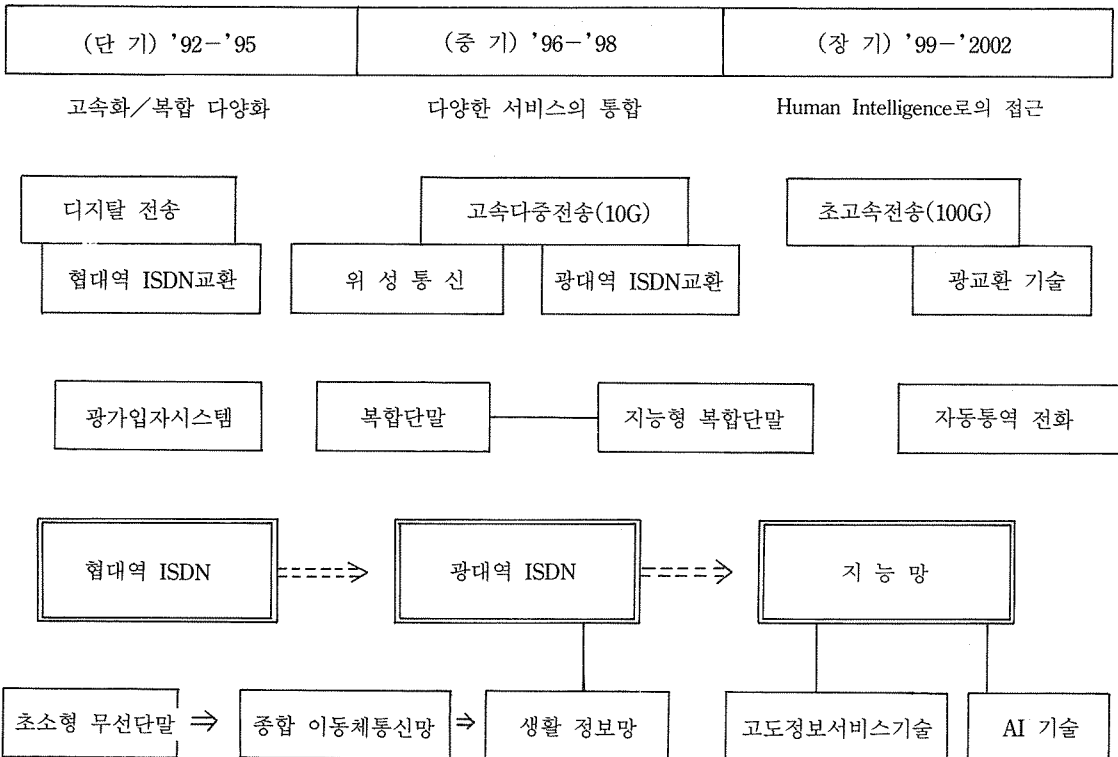 (단 기) ’92-’95
(중 기) ’96-’98
(장 기) ’99-’2002
고속화/복합 다양화
다양한 서비스의 통합
Human Intelligence로의 접근
디지탈 전송
고속다중전송(10G)
초고속전송(100G)
협대역 ISDN교환
위 성 통 신
광대역 ISDN교환
광교환 기술
광가입자시스템
복합단말
지능형 복합단말
자동통역 전화
협대역 ISDN
광대역 ISDN
지 능 망
초소형 무선단말 ⇒ 종합 이동체통신망 ⇒ 생활 정보망
고도정보서비스기술
AI 기술